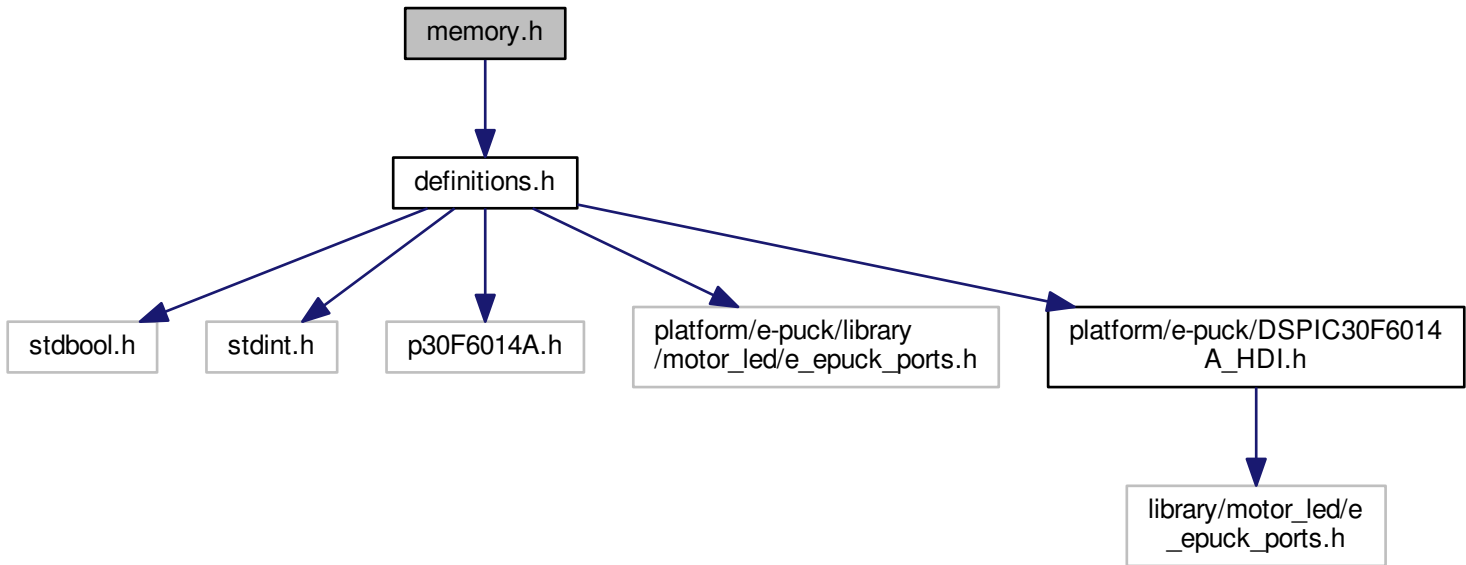 memory.h
definitions.h
stdbool.h
stdint.h
p30F6014A.h
platform/e-puck/library
/motor_led/e_epuck_ports.h
platform/e-puck/DSPIC30F6014
A_HDI.h
library/motor_led/e
_epuck_ports.h